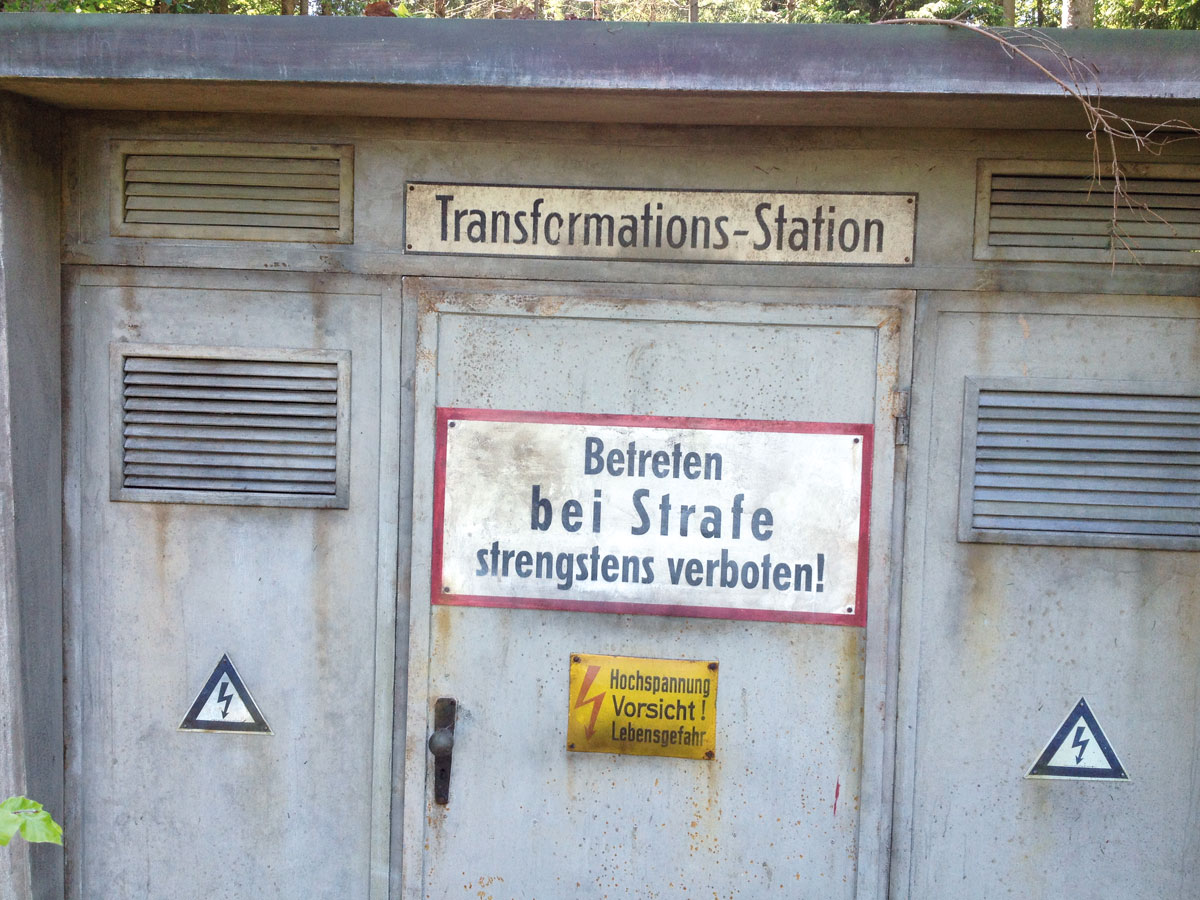 Transformations-Station
Betreten
bei Strafe
strengstens verboten!
Hochspannung
Vorsicht!
Lebensgefahr